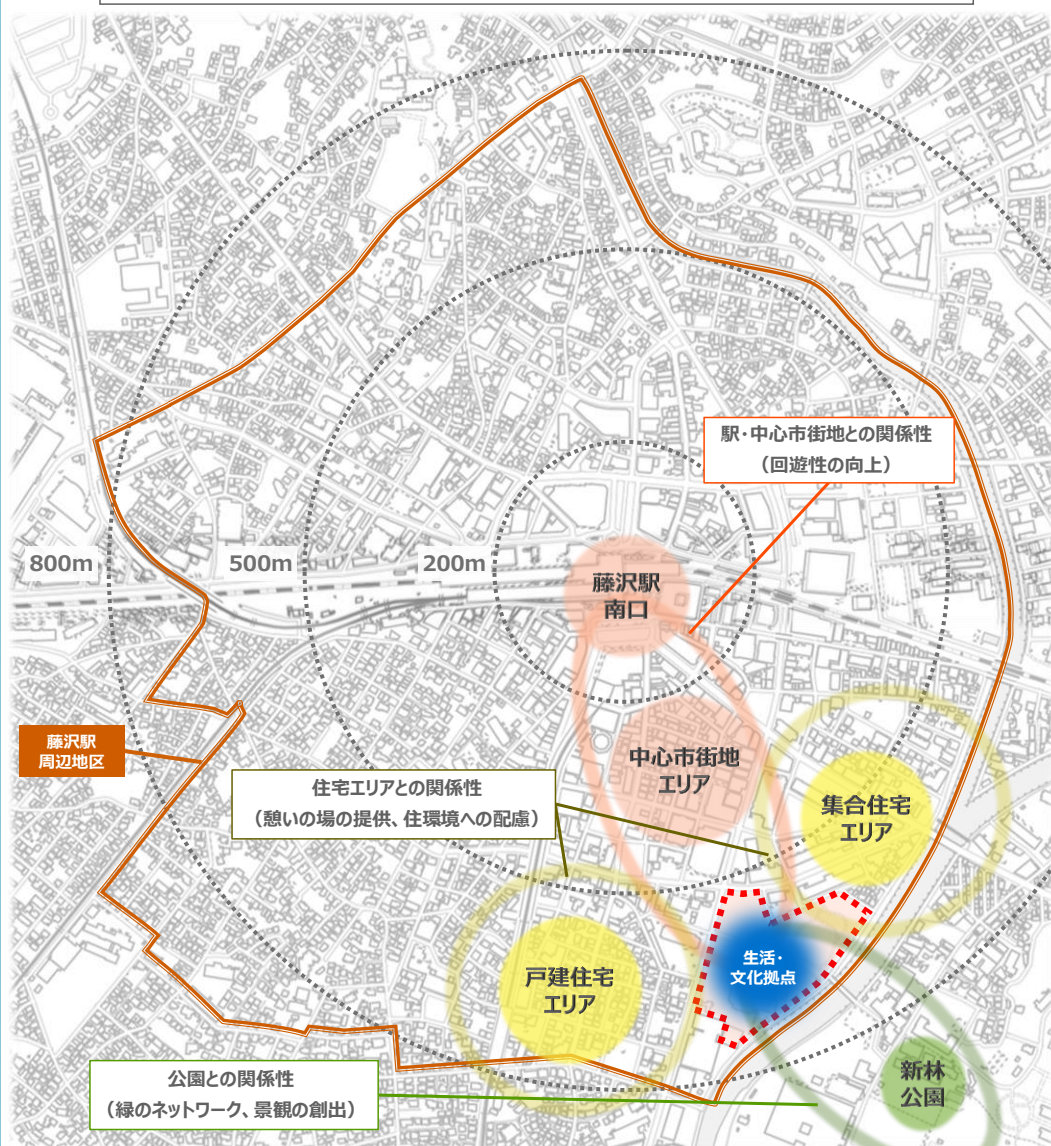 駅・中心市街地との関係性
（回遊性の向上）
800m
500m
200m
藤沢駅
南口
藤沢駅
周辺地区
中心市街地
エリア
住宅エリアとの関係性
（憩いの場の提供、住環境への配慮）
集合住宅
エリア
生活・
文化拠点
戸建住宅
エリア
公園との関係性
（緑のネットワーク、景観の創出）
新林
公園